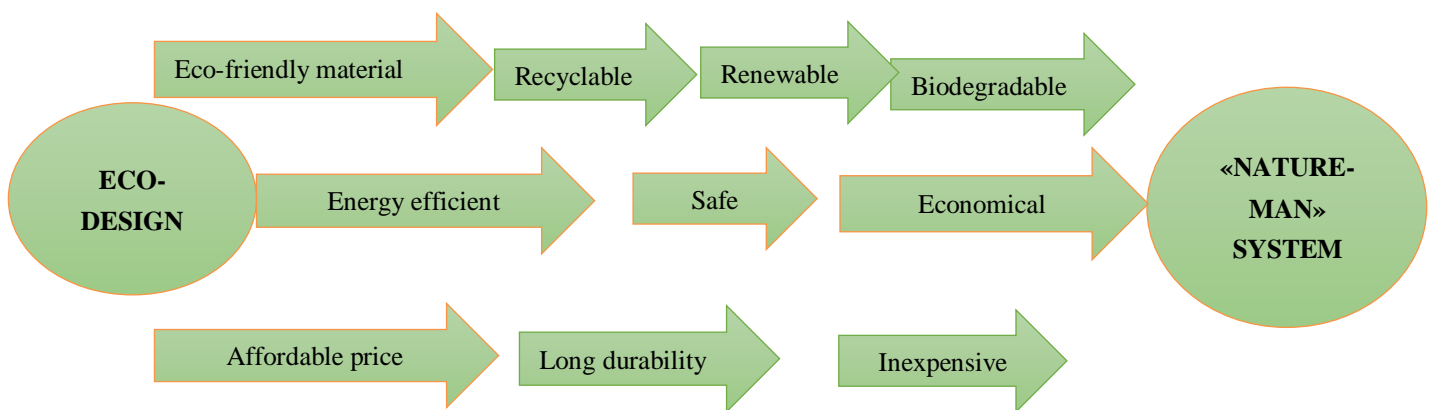 Eco-friendly material
Recyclable
Renewable
Biodegradable
ECO-
DESIGN
Energy efficient
Safe
Economical
«NATURE-
MAN»
SYSTEM
Affordable price
Long durability
Inexpensive